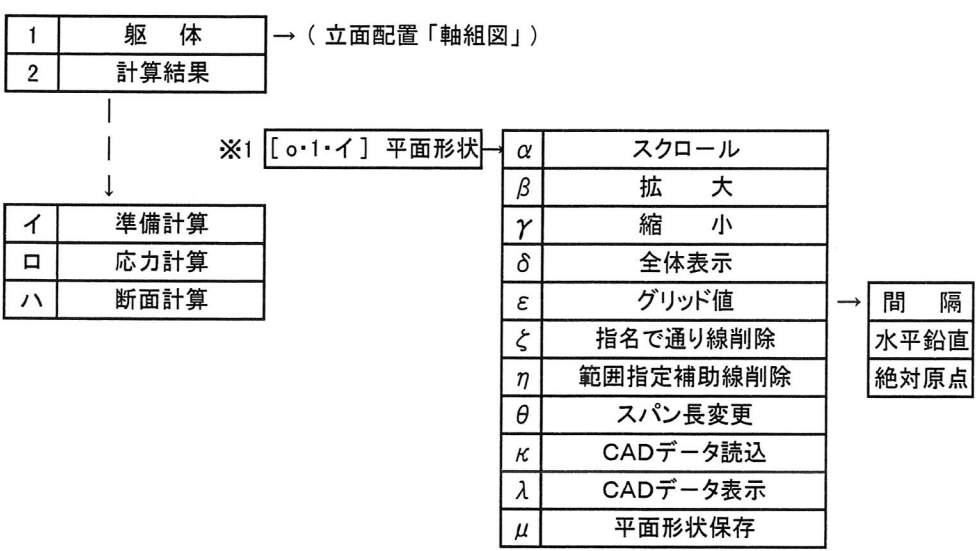 1 躯 体 → ( 立面配置「軸組図」)
2 計算結果
※1 [ o・1・イ ] 平面形状 →
イ 準備計算
ロ 応力計算
ハ 断面計算
α スクロール
β 拡 大
γ 縮 小
δ 全体表示
ε グリッド値 →
ζ 指名で通り線削除
η 範囲指定補助線削除
θ スパン長変更
κ CADデータ読込
λ CADデータ表示
μ 平面形状保存
間 隔
水平鉛直
絶対原点